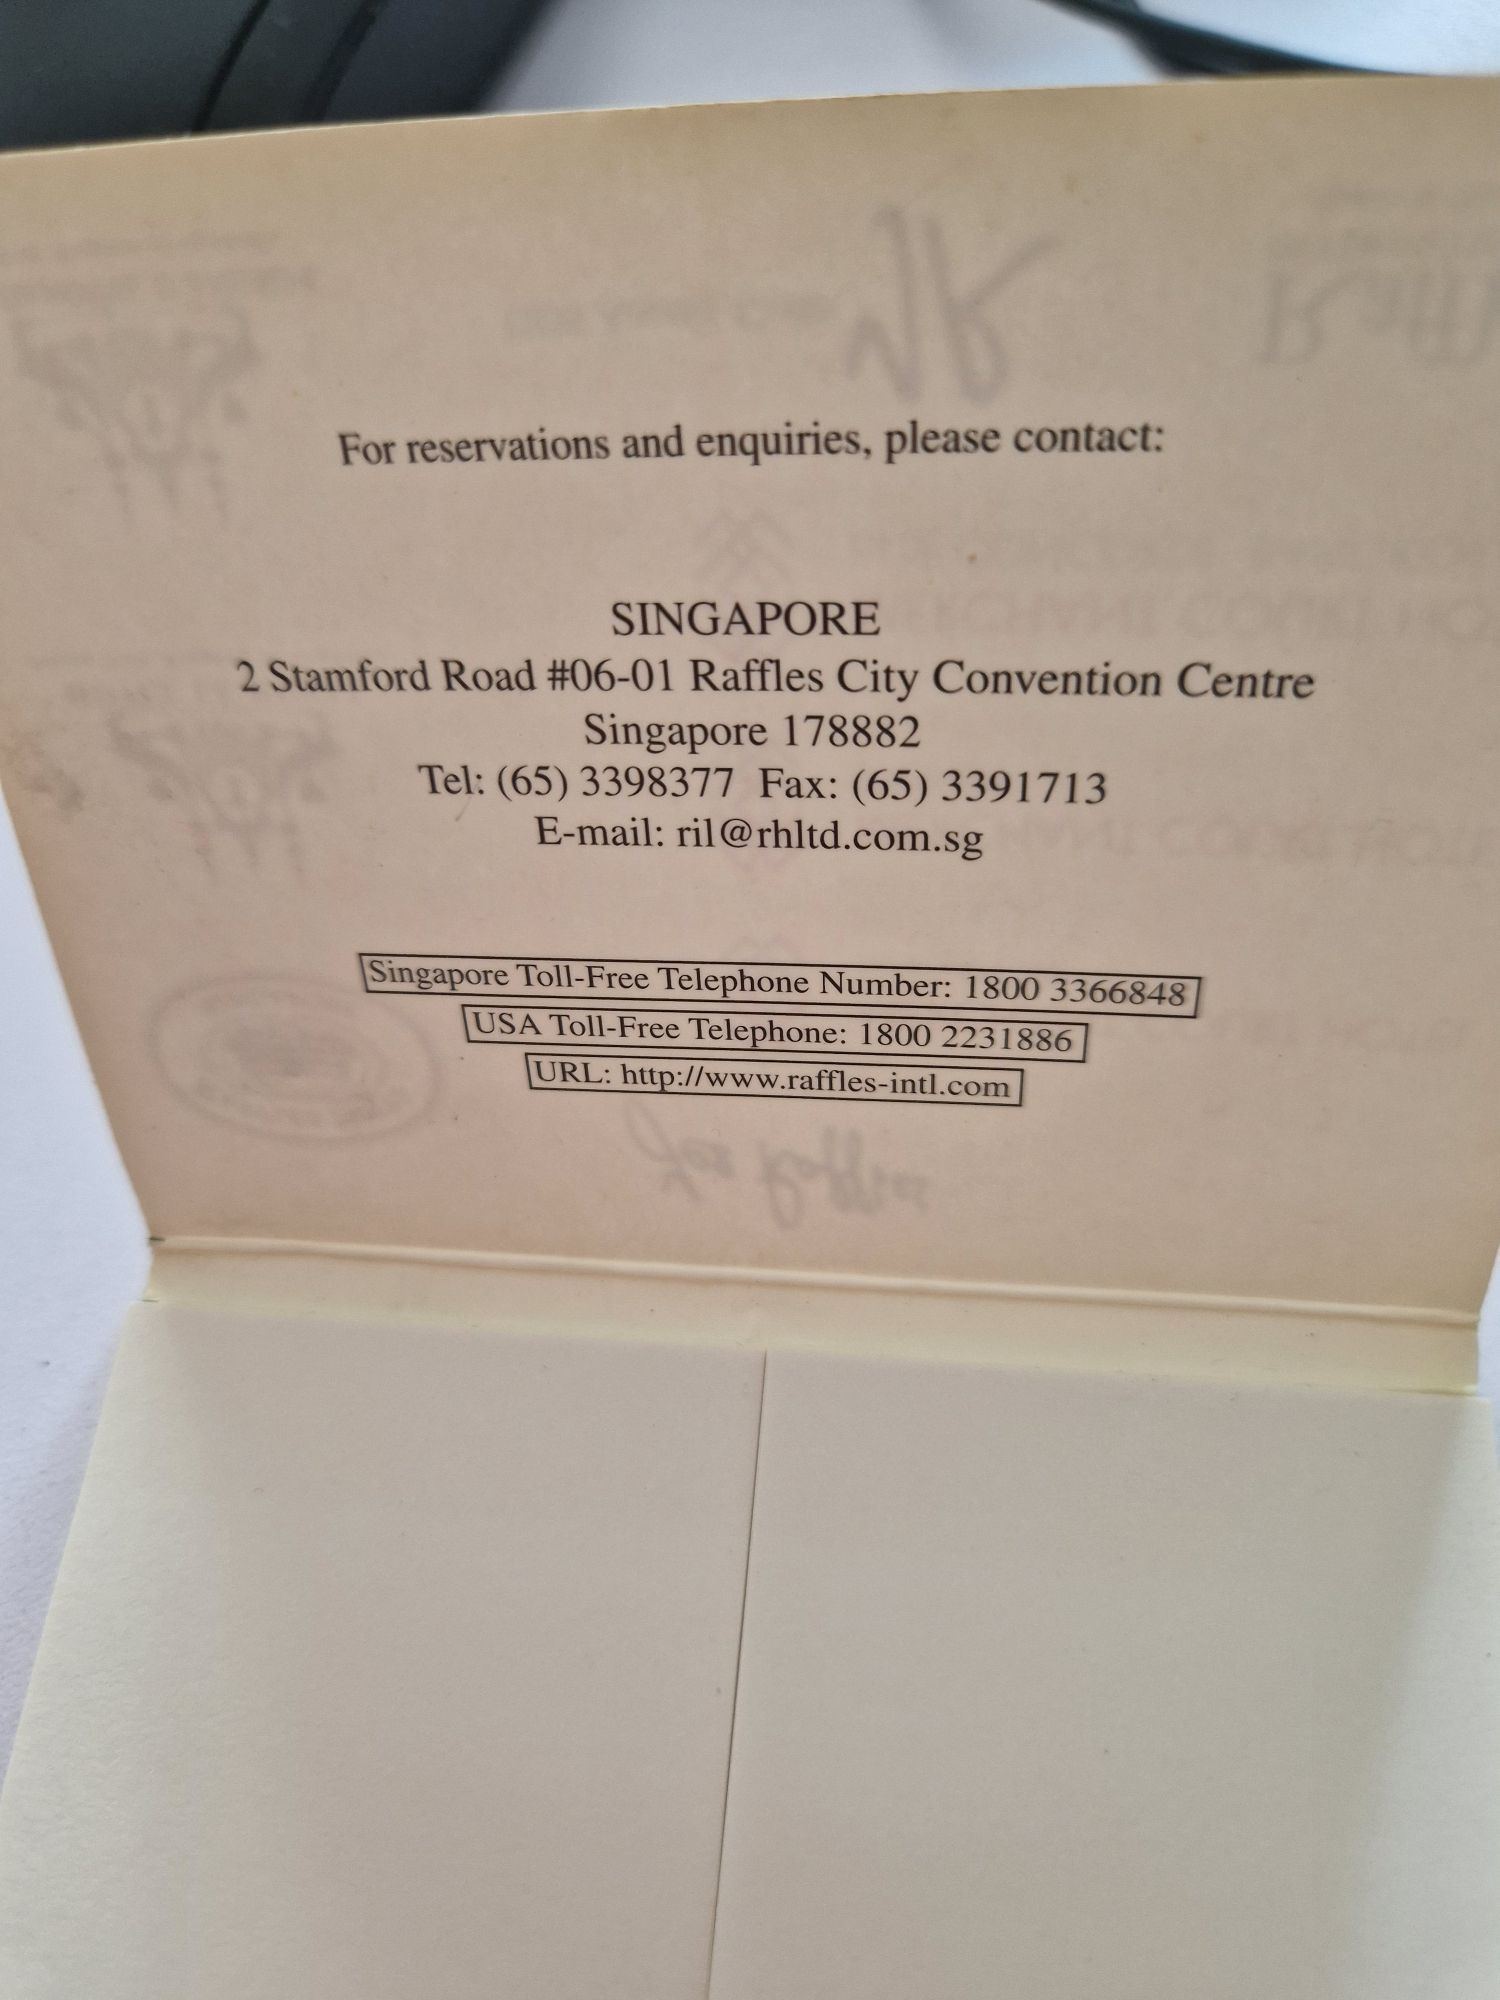 For reservations and enquiries, please contact:
SINGAPORE
2 Stamford Road #06-01 Raffles City Convention Centre
Singapore 178882
Tel: (65) 3398377 Fax: (65) 3391713
E-mail: ril@rhltd.com.sg
Singapore Toll-Free Telephone Number: 1800 3366848
USA Toll-Free Telephone: 1800 2231886
URL: http://www.raffles-intl.com